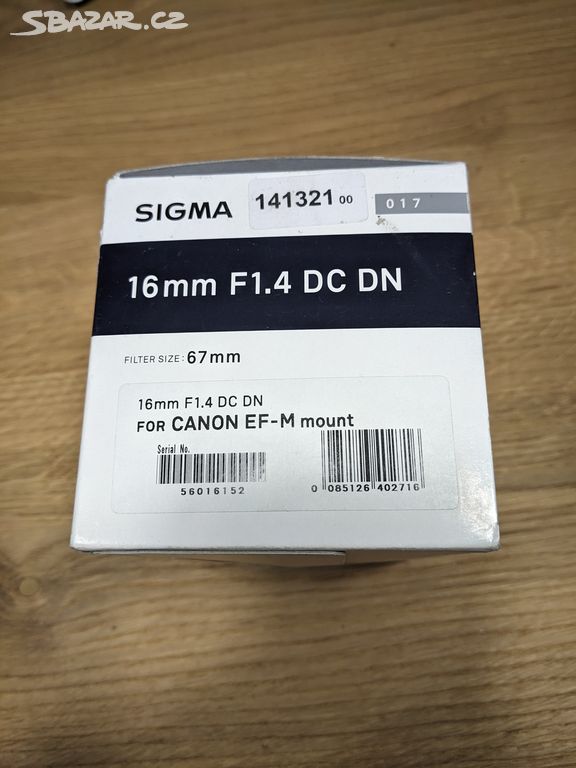 SBAZAR.CZ
SIGMA
141321 00
017
16mm F1.4 DC DN
FILTER SIZE: 67mm
16mm F1.4 DC DN
FOR CANON EF-M mount
Serial No.
56016152
0 085126 402716